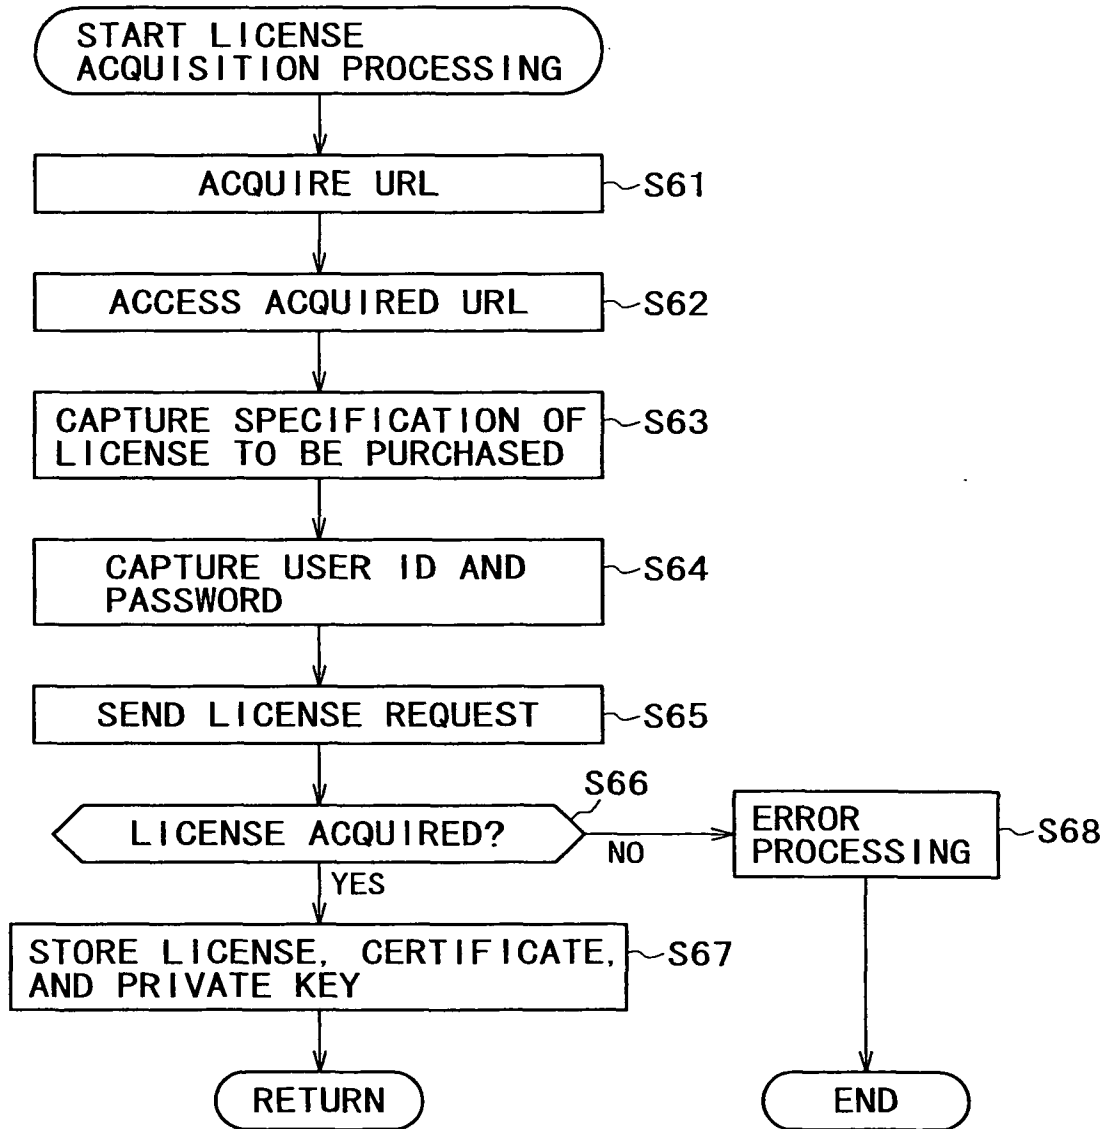 START LICENSE
ACQUISITION PROCESSING
ACQUIRE URL
S61
ACCESS ACQUIRED URL
S62
CAPTURE SPECIFICATION OF
LICENSE TO BE PURCHASED
S63
CAPTURE USER ID AND
PASSWORD
S64
SEND LICENSE REQUEST
S65
LICENSE ACQUIRED?
S66
NO
YES
ERROR
PROCESSING
S68
STORE LICENSE, CERTIFICATE,
AND PRIVATE KEY
S67
RETURN
END